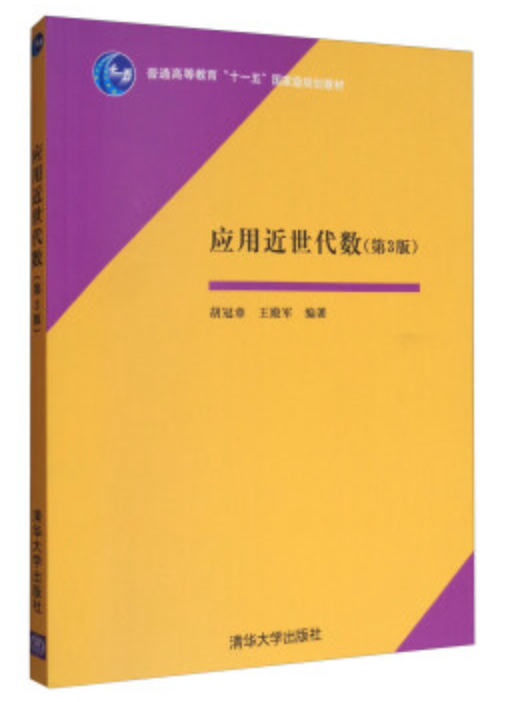 普通高等教育“十一五”国家级规划教材
应用近世代数（第3版）
胡冠章 王殿军 编著
清华大学出版社
应用近世代数（第3版）
清华大学出版社